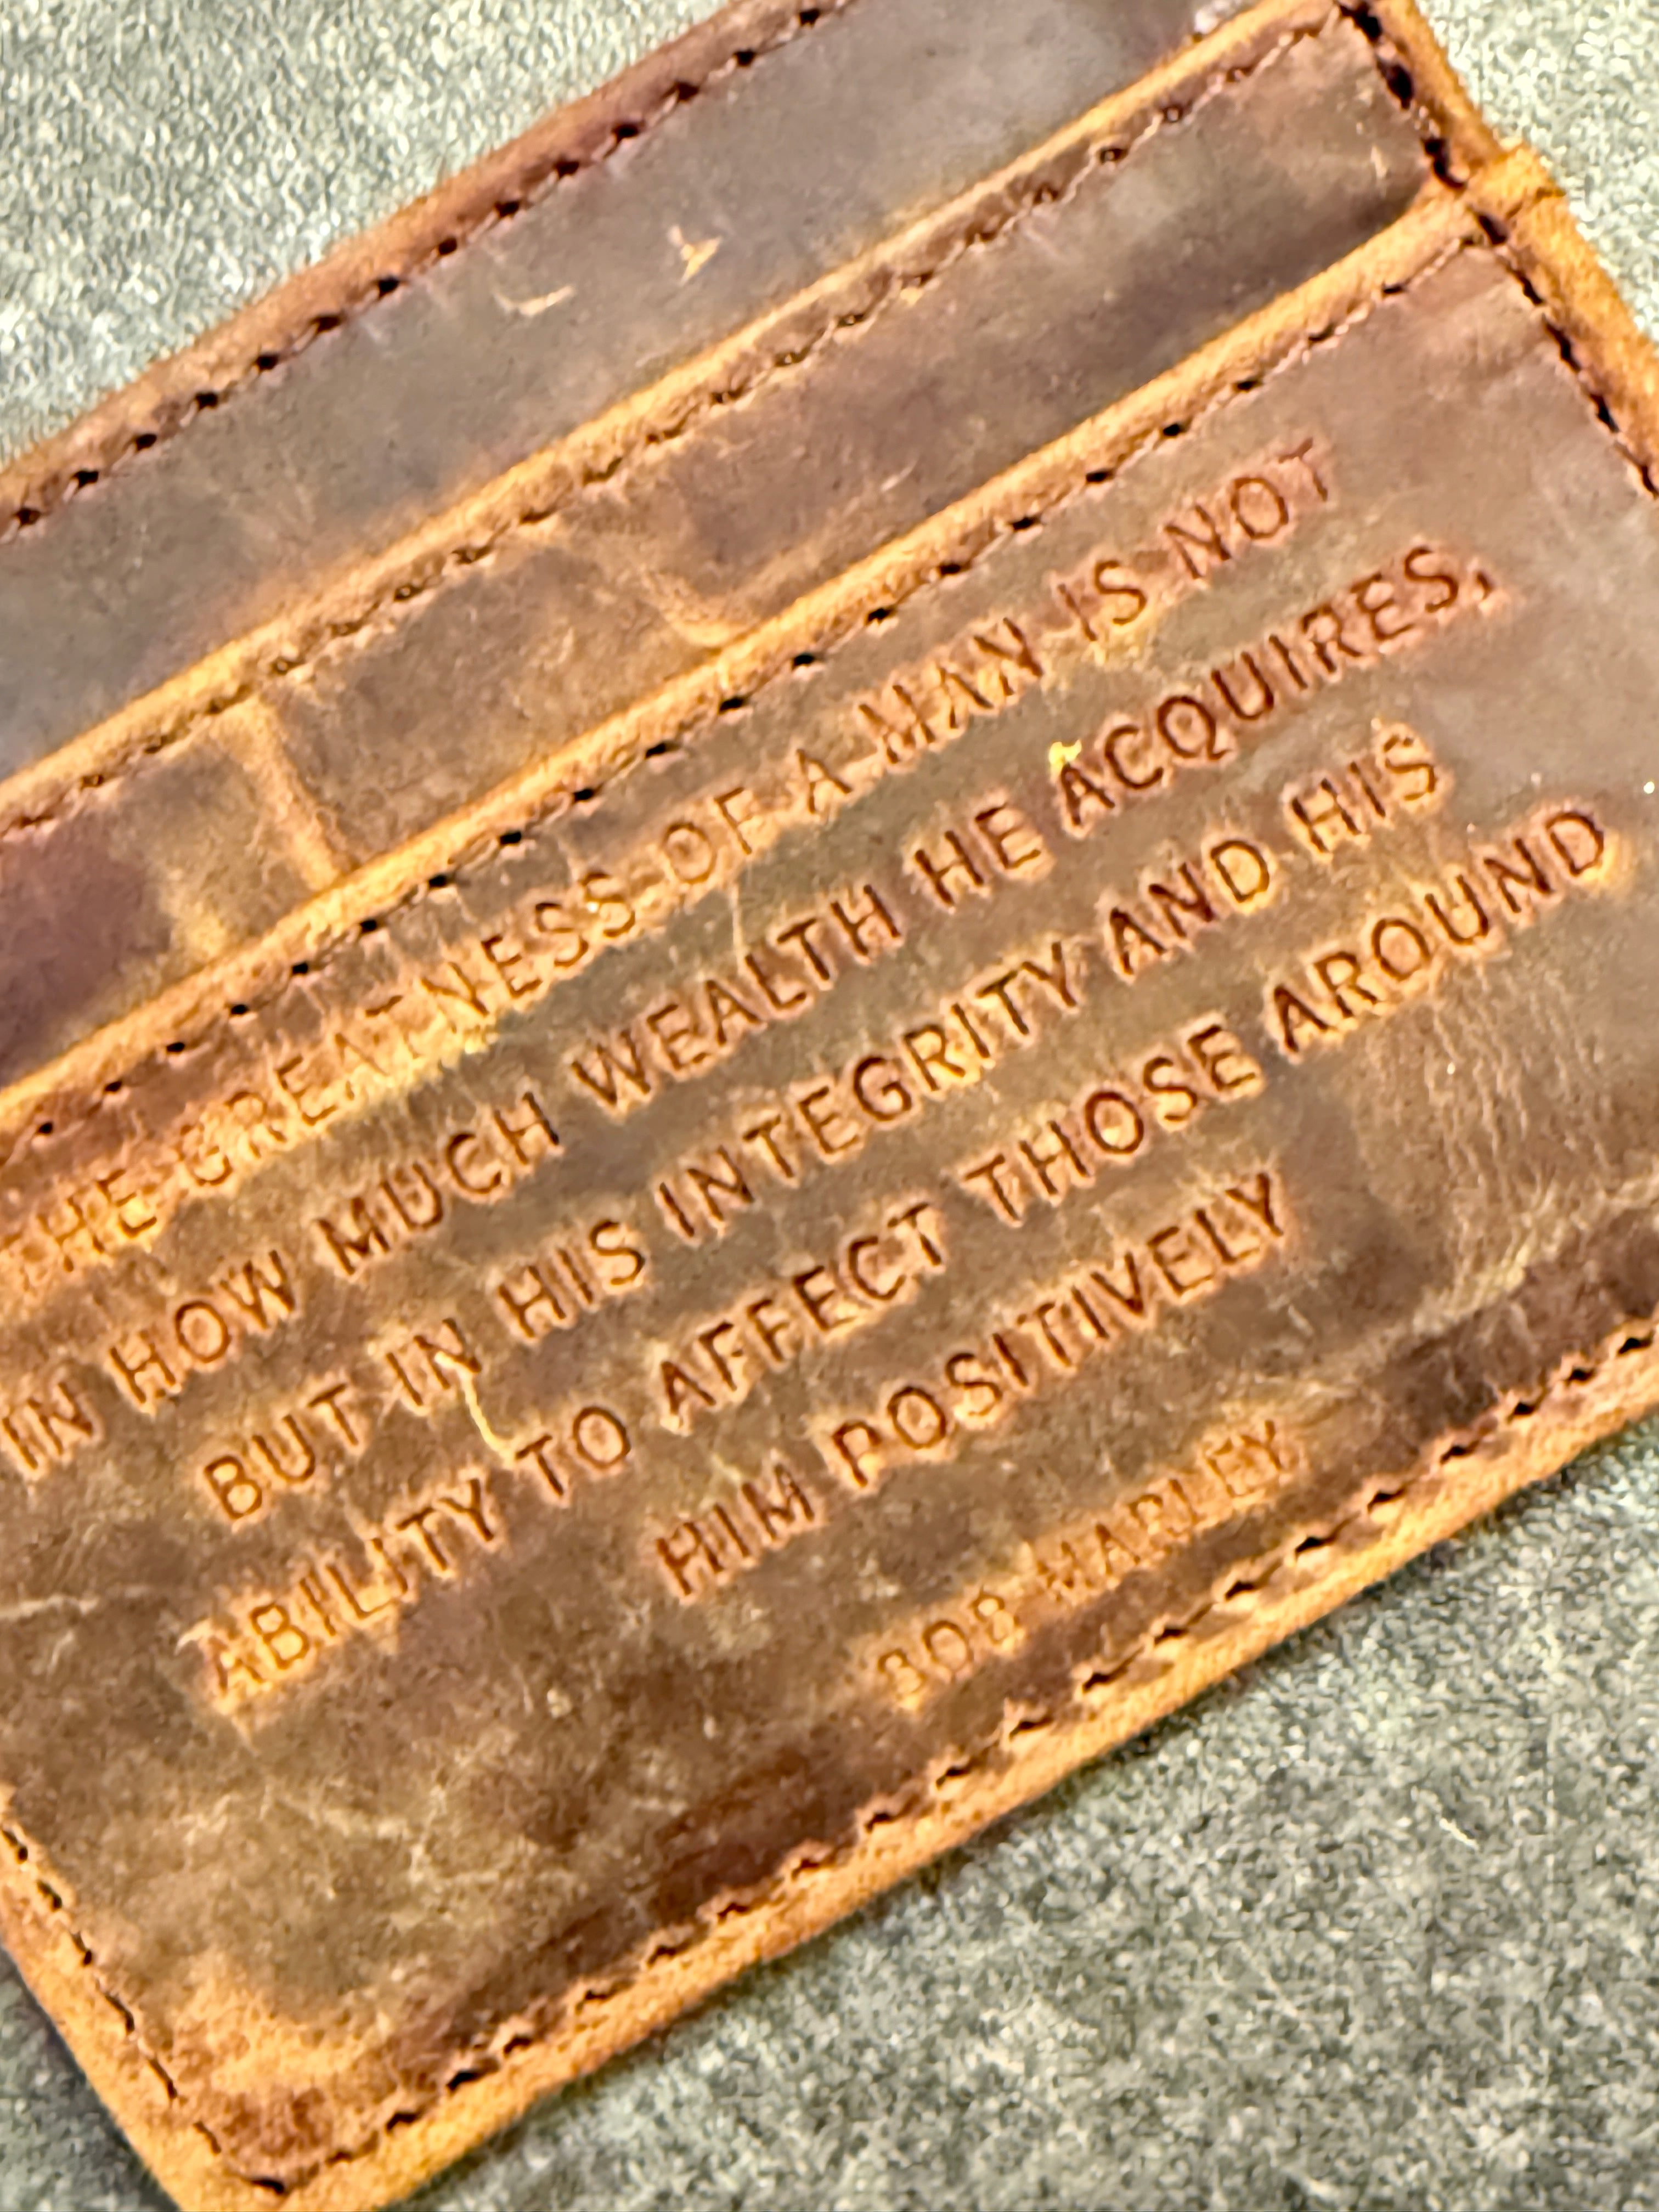 THE GREATNESS OF A MAN IS NOT
IN HOW MUCH WEALTH HE ACQUIRES,
BUT IN HIS INTEGRITY AND HIS
ABILITY TO AFFECT THOSE AROUND
HIM POSITIVELY
BOB MARLEY